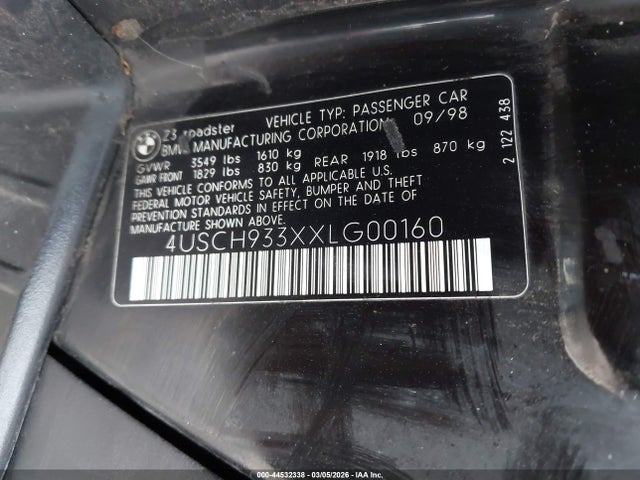 Z3 roadster VEHICLE TYP: PASSENGER CAR
BMW MANUFACTURING CORPORATION 09/98
GVWR 3549 lbs 1610 kg
GAWR FRONT 1829 lbs 830 kg REAR 1918 lbs 870 kg
THIS VEHICLE CONFORMS TO ALL APPLICABLE
FEDERAL MOTOR VEHICLE SAFETY, BUMPER AND THEFT
PREVENTION STANDARDS IN EFFECT ON THE DATE OF
MANUFACTURE SHOWN ABOVE.
4USCH933XXLG00160
2 122 438
000-44532338 | 03/05/2026 - IAA Inc.